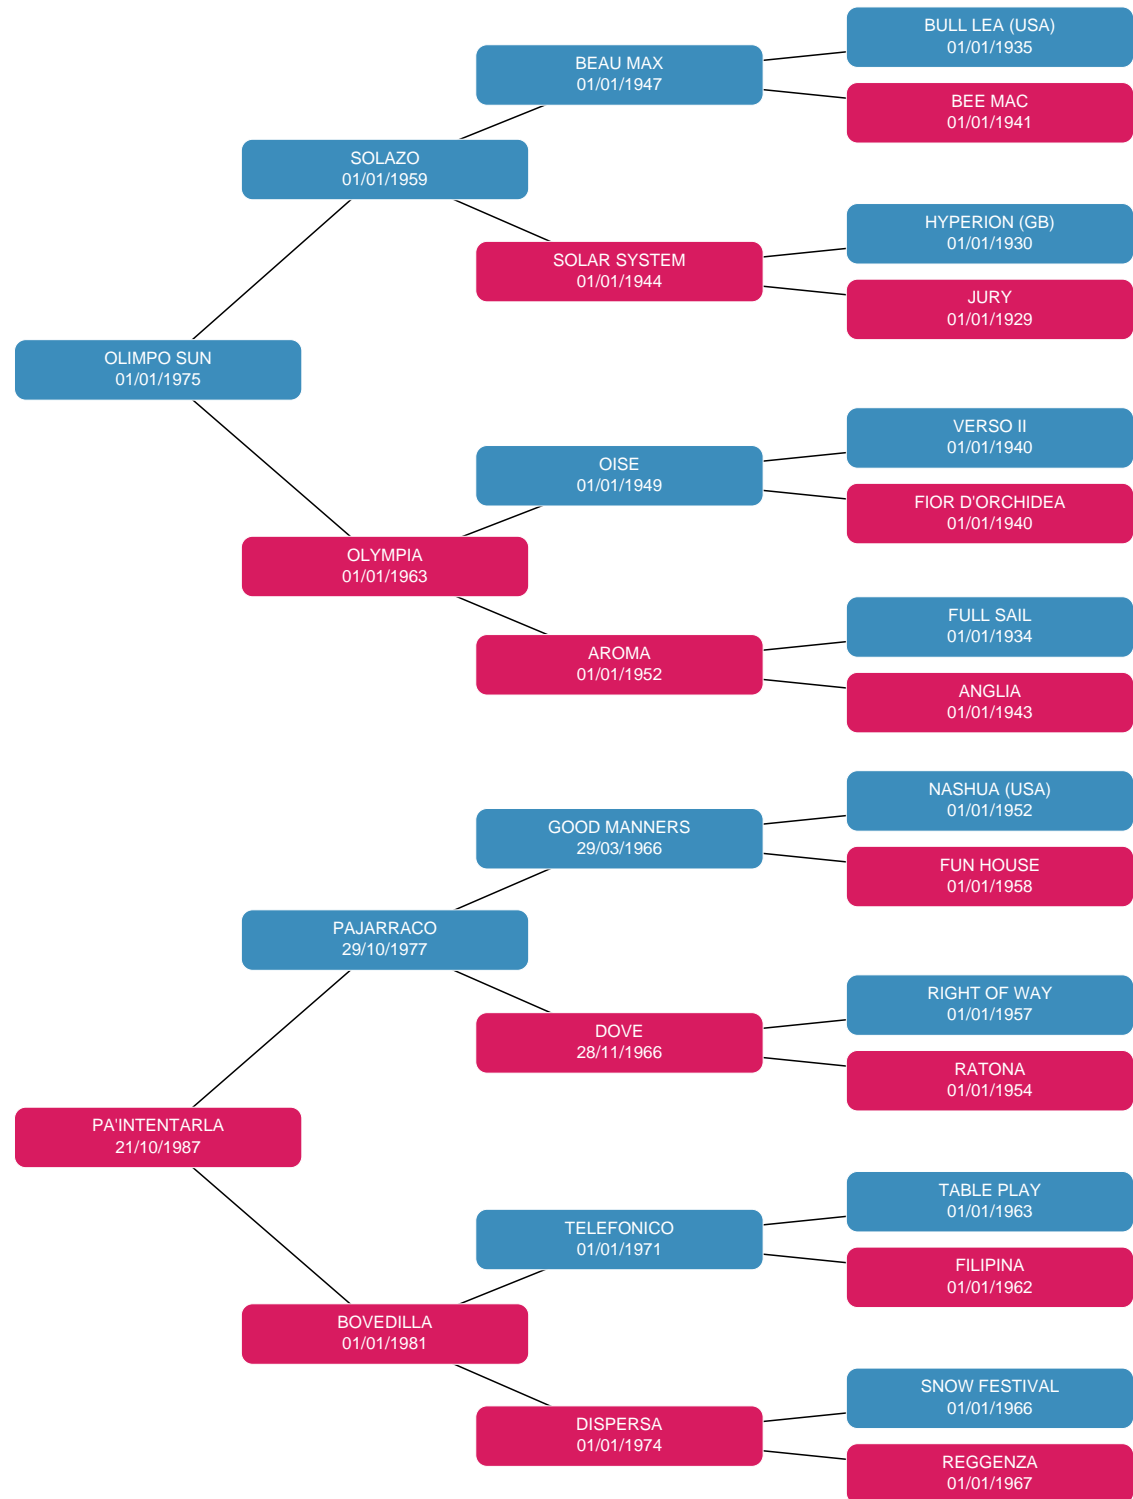 BULL LEA (USA)
01/01/1935
BEAU MAX
01/01/1947
BEE MAC
01/01/1941
SOLAZO
01/01/1959
HYPERION (GB)
01/01/1930
SOLAR SYSTEM
01/01/1944
JURY
01/01/1929
OLIMPO SUN
01/01/1975
VERSO II
01/01/1940
OISE
01/01/1949
FIOR D'ORCHIDEA
01/01/1940
OLYMPIA
01/01/1963
FULL SAIL
01/01/1934
AROMA
01/01/1952
ANGLIA
01/01/1943
NASHUA (USA)
01/01/1952
GOOD MANNERS
29/03/1966
FUN HOUSE
01/01/1958
PAJARRACO
29/10/1977
RIGHT OF WAY
01/01/1957
DOVE
28/11/1966
RATONA
01/01/1954
PA'INTENTARLA
21/10/1987
TABLE PLAY
01/01/1963
TELEFONICO
01/01/1971
FILIPINA
01/01/1962
BOVEDILLA
01/01/1981
SNOW FESTIVAL
01/01/1966
DISPERSA
01/01/1974
REGGENZA
01/01/1967